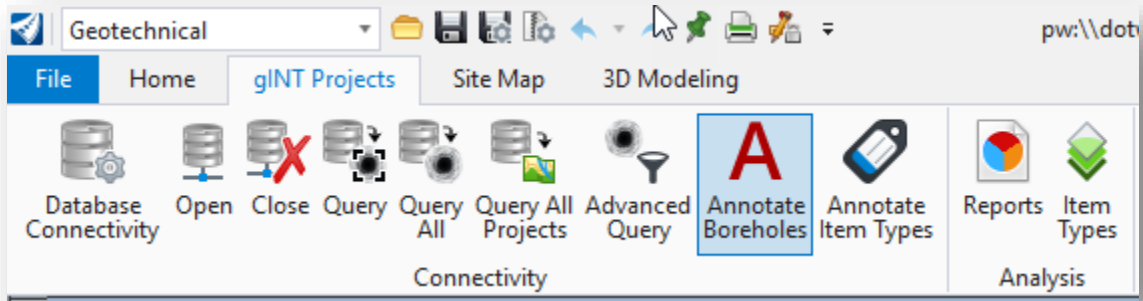 Geotechnical
pw:\\dotw
File Home gINT Projects Site Map 3D Modeling
Database Connectivity
Open
Close
Query
Query All
Query All Projects
Advanced Query
A
Annotate Boreholes
Annotate Item Types
Reports
Item Types
Connectivity
Analysis